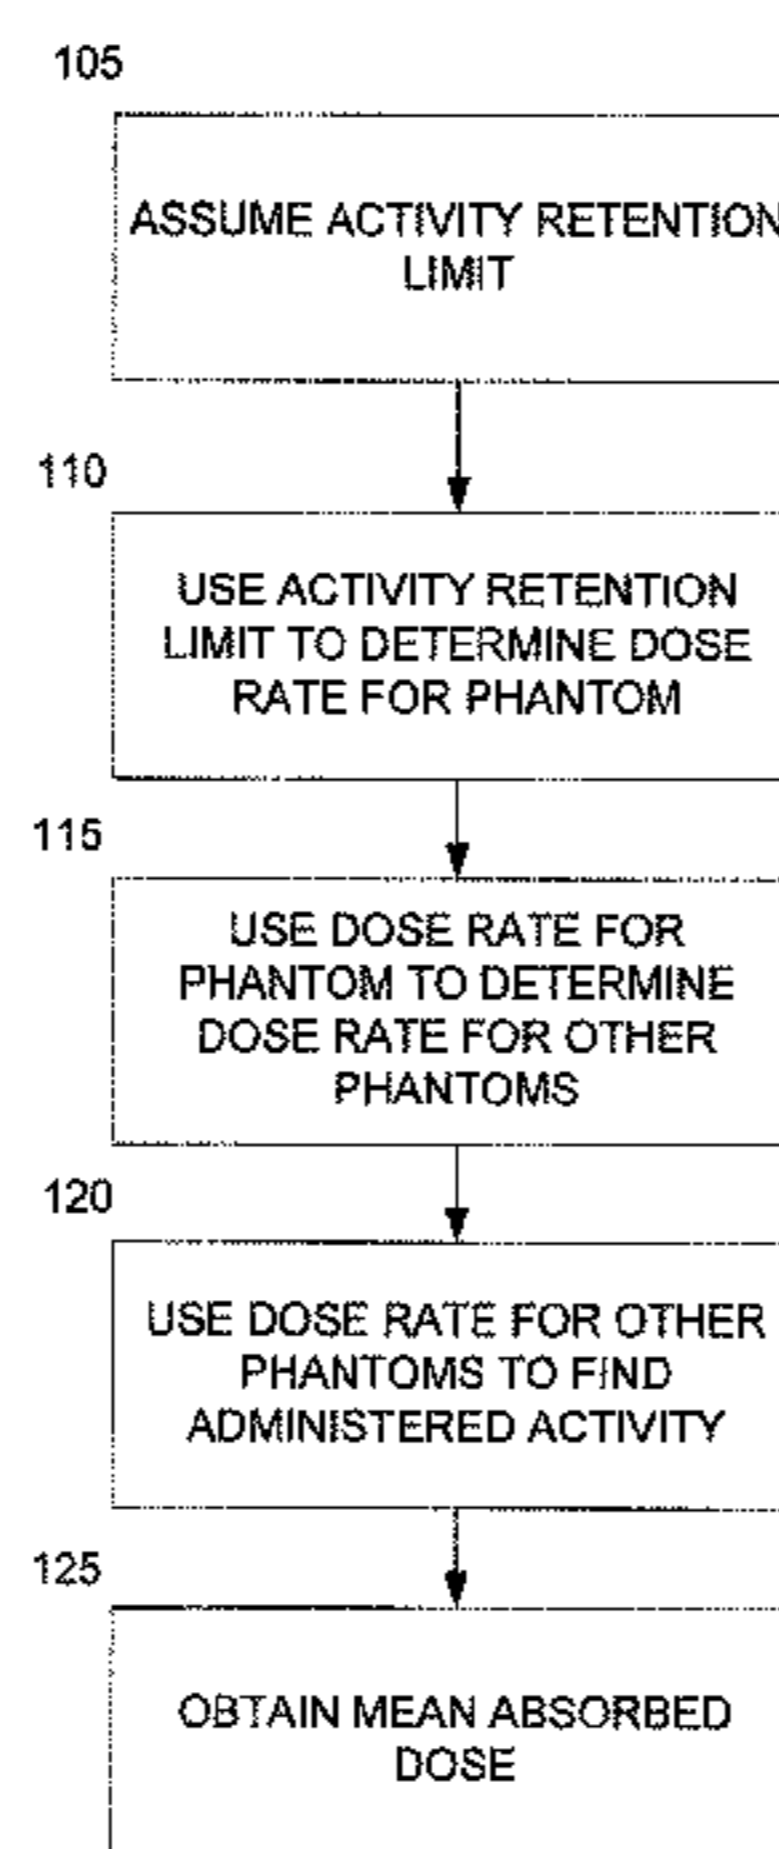 105
ASSUME ACTIVITY RETENTION
LIMIT
110
USE ACTIVITY RETENTION
LIMIT TO DETERMINE DOSE
RATE FOR PHANTOM
115
USE DOSE RATE FOR
PHANTOM TO DETERMINE
DOSE RATE FOR OTHER
PHANTOMS
120
USE DOSE RATE FOR OTHER
PHANTOMS TO FIND
ADMINISTERED ACTIVITY
125
OBTAIN MEAN ABSORBED
DOSE